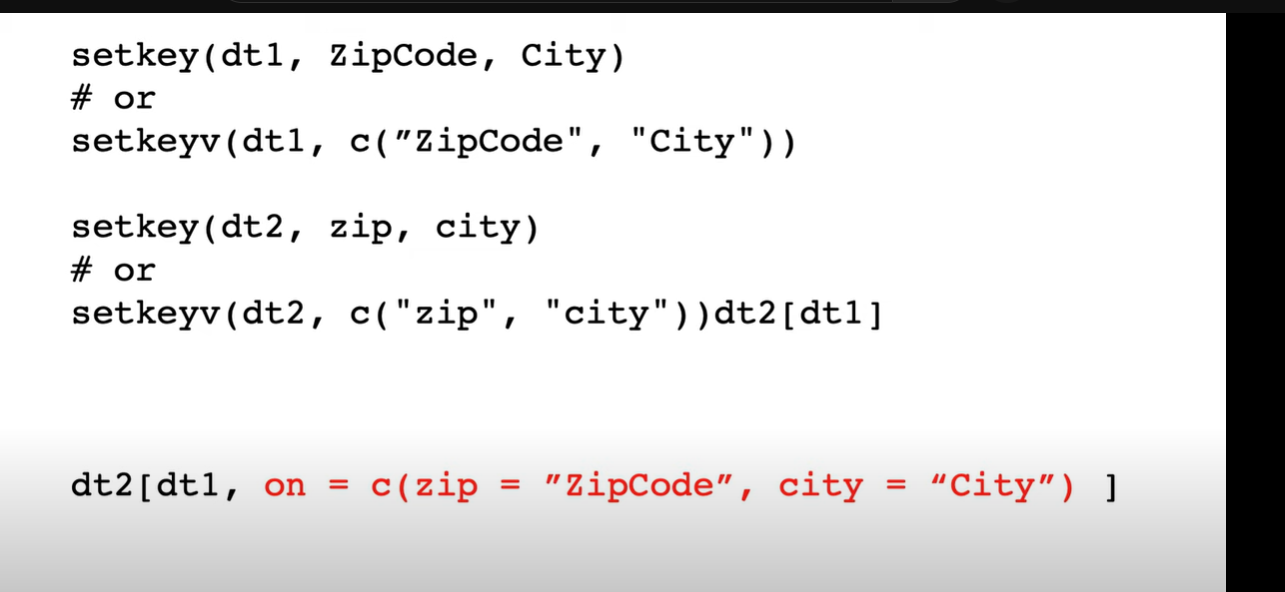 setkey(dt1, ZipCode, City)
# or
setkeyv(dt1, c(”ZipCode", "City"))
setkey(dt2, zip, city)
# or
setkeyv(dt2, c("zip", "city"))dt2[dt1]
dt2[dt1, on = c(zip = ”ZipCode”, city = “City”) ]